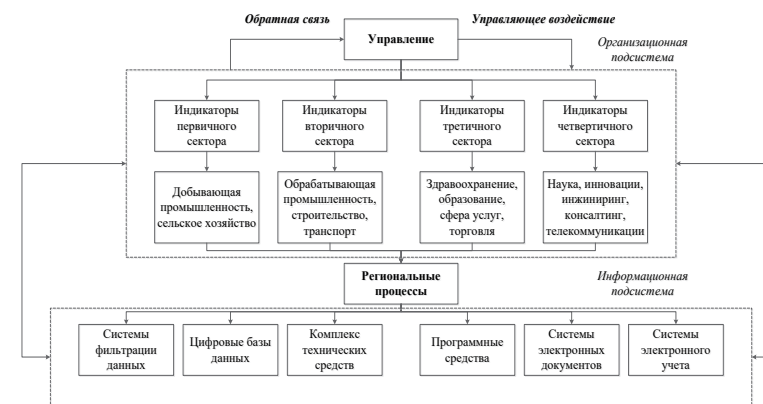 Обратная связь
Управляющее воздействие
Управление
Организационная
подсистема
Индикаторы
первичного
сектора
Индикаторы
вторичного
сектора
Индикаторы
третичного
сектора
Индикаторы
четвертичного
сектора
Добывающая
промышленность,
сельское хозяйство
Обрабатывающая
промышленность,
строительство,
транспорт
Здравоохранение,
образование,
сфера услуг,
торговля
Наука, инновации,
инжиниринг,
консалтинг,
телекоммуникации
Региональные
процессы
Информационная
подсистема
Системы
фильтрации
данных
Цифровые базы
данных
Комплекс
технических
средств
Программные
средства
Системы
электронных
документов
Системы
электронного
учета